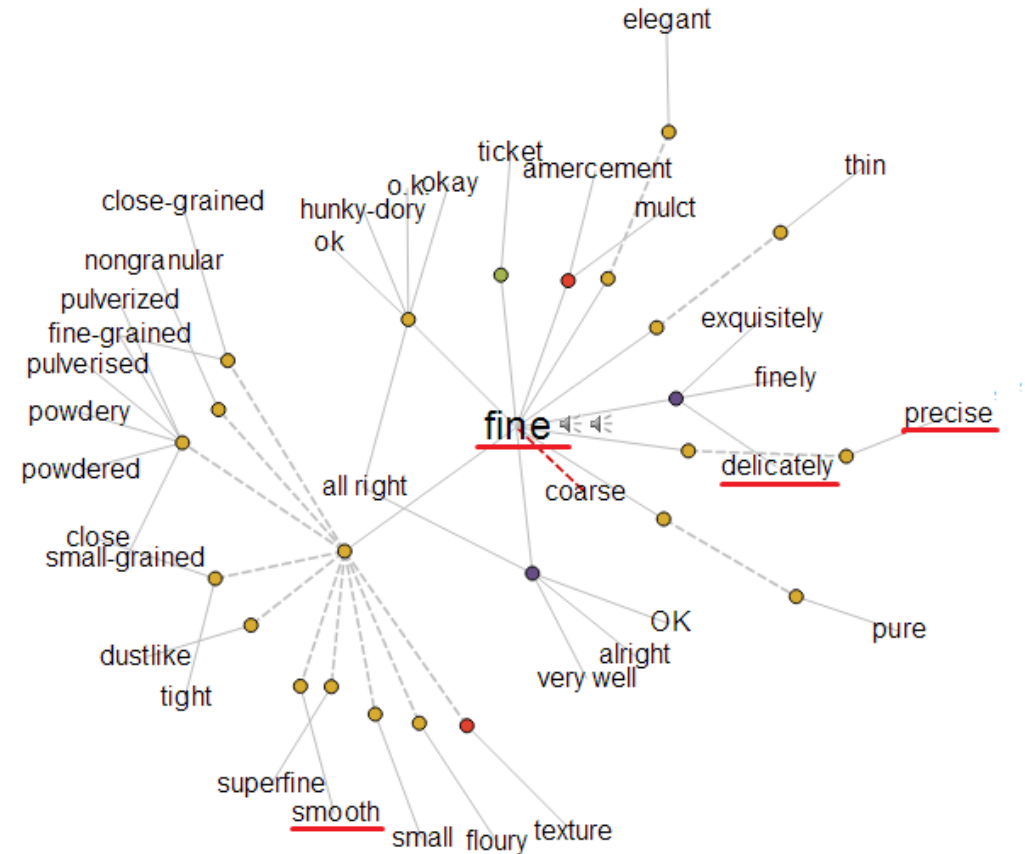 elegant
ticket
amercement
thin
o.k.
okay
close-grained
hunky-dory
mulct
ok
nongranular
pulverized
exquisitely
fine-grained
pulverised
finely
powdery
precise
fine
powdered
delicately
all right
coarse
close
small-grained
OK
pure
dustlike
alright
very well
tight
superfine
smooth
small
floury
texture